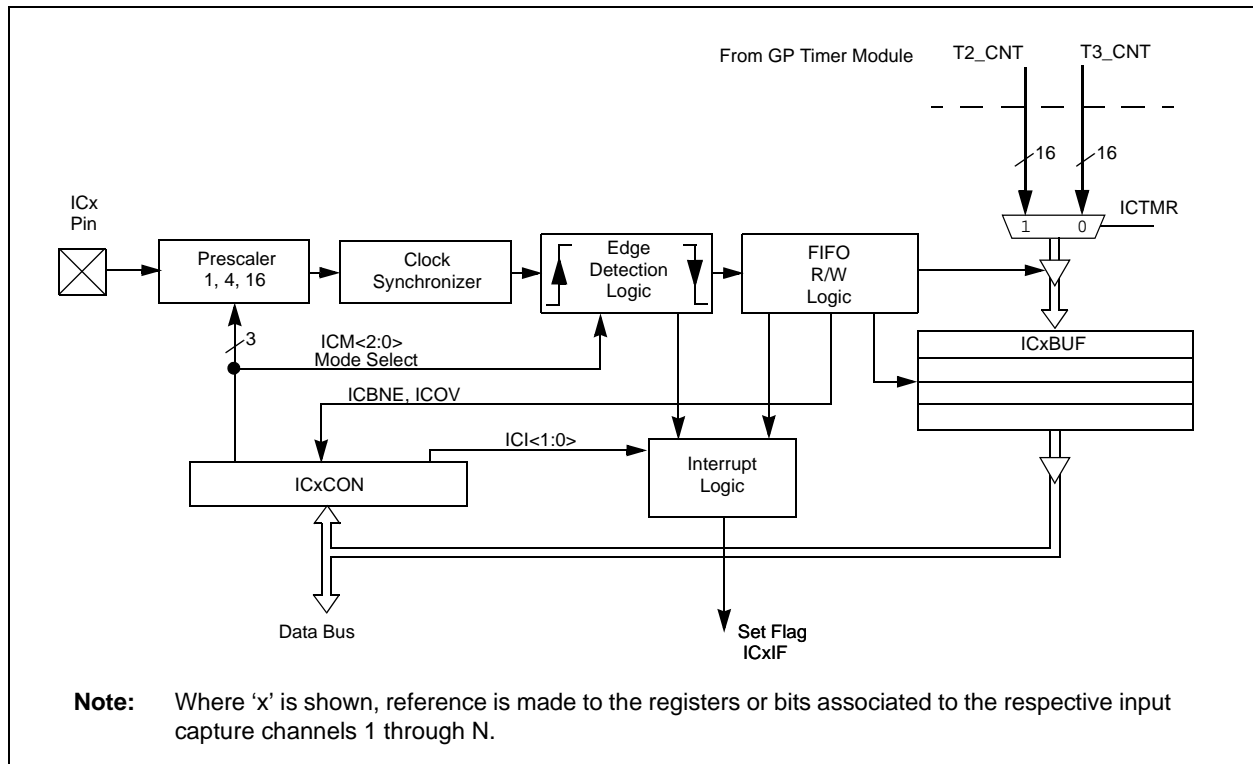 From GP Timer Module
T2_CNT
T3_CNT
16
16
ICx
Pin
1 0
ICTMR
Prescaler
1, 4, 16
Clock
Synchronizer
Edge
Detection
Logic
FIFO
R/W
Logic
3
ICM<2:0>
Mode Select
ICxBUF
ICBNE, ICOV
ICI<1:0>
Interrupt
Logic
ICxCON
Data Bus
Set Flag
ICxIF
Note: Where ‘x’ is shown, reference is made to the registers or bits associated to the respective input
capture channels 1 through N.